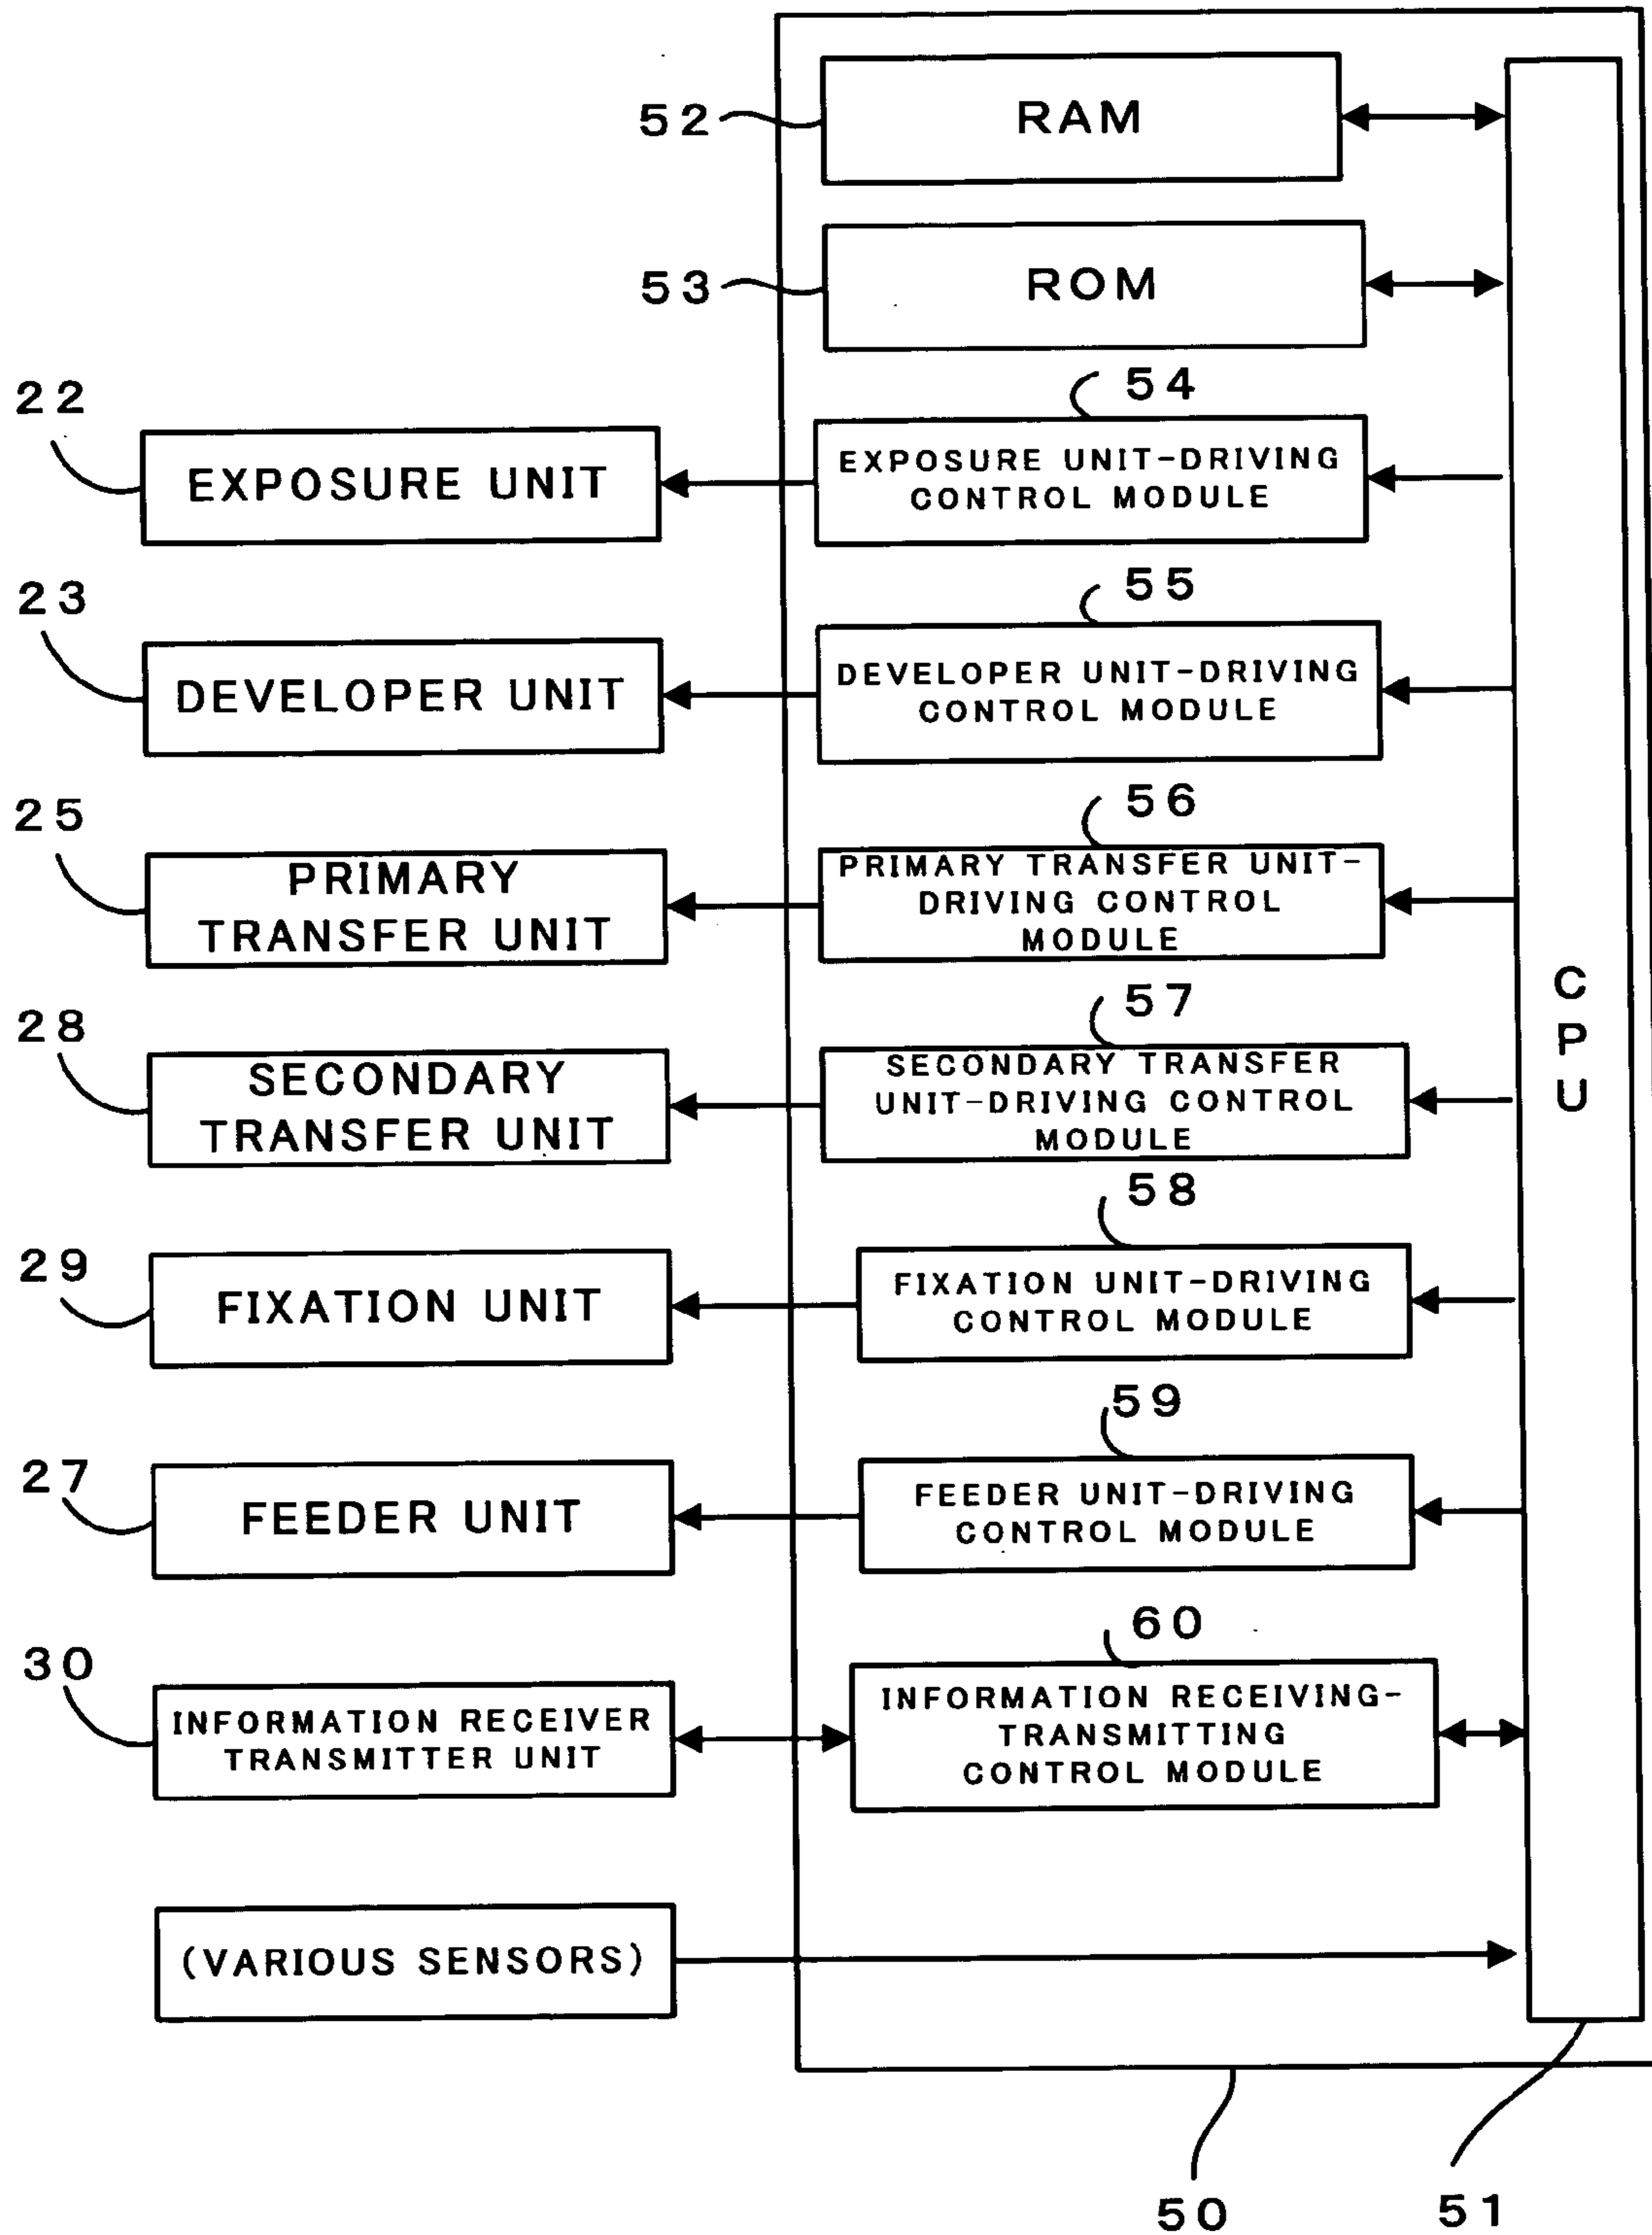 52
RAM
53
ROM
22
54
EXPOSURE UNIT
EXPOSURE UNIT-DRIVING
CONTROL MODULE
23
55
DEVELOPER UNIT
DEVELOPER UNIT-DRIVING
CONTROL MODULE
25
56
PRIMARY
TRANSFER UNIT
PRIMARY TRANSFER UNIT-
DRIVING CONTROL
MODULE
CPU
28
57
SECONDARY
TRANSFER UNIT
SECONDARY TRANSFER
UNIT-DRIVING CONTROL
MODULE
29
58
FIXATION UNIT
FIXATION UNIT-DRIVING
CONTROL MODULE
27
59
FEEDER UNIT
FEEDER UNIT-DRIVING
CONTROL MODULE
30
60
INFORMATION RECEIVER
TRANSMITTER UNIT
INFORMATION RECEIVING-
TRANSMITTING
CONTROL MODULE
(VARIOUS SENSORS)
50
51